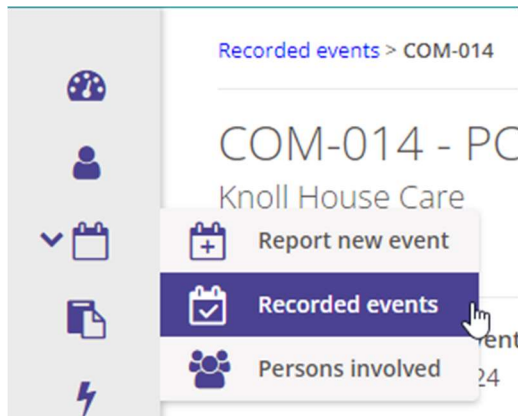 Recorded events > COM-014
COM-014 - PC
Knoll House Care
Report new event
Recorded events
Persons involved
24